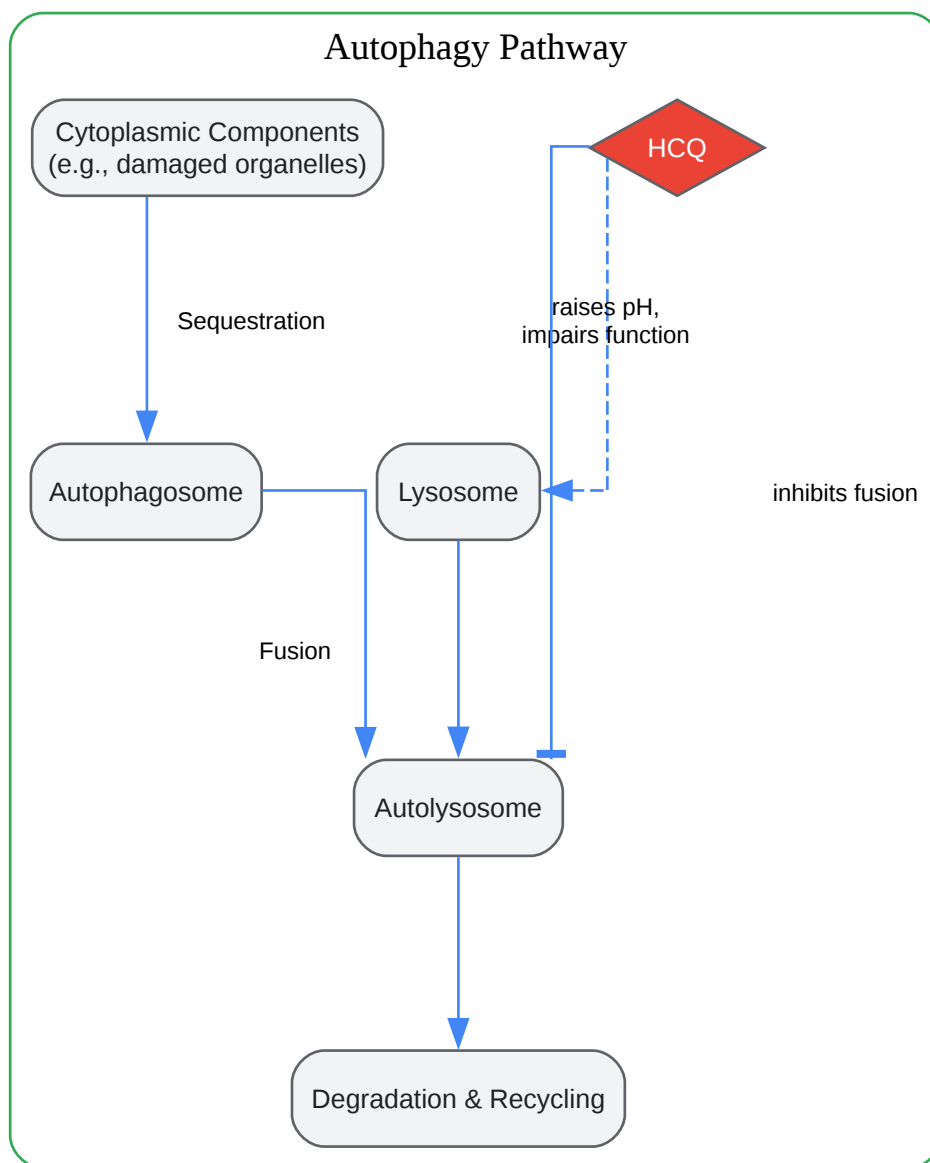 Autophagy Pathway
Cytoplasmic Components
(e.g., damaged organelles)
HCQ
Sequestration
raises pH,
impairs function
Autophagosome
Lysosome
inhibits fusion
Fusion
Autolysosome
Degradation & Recycling